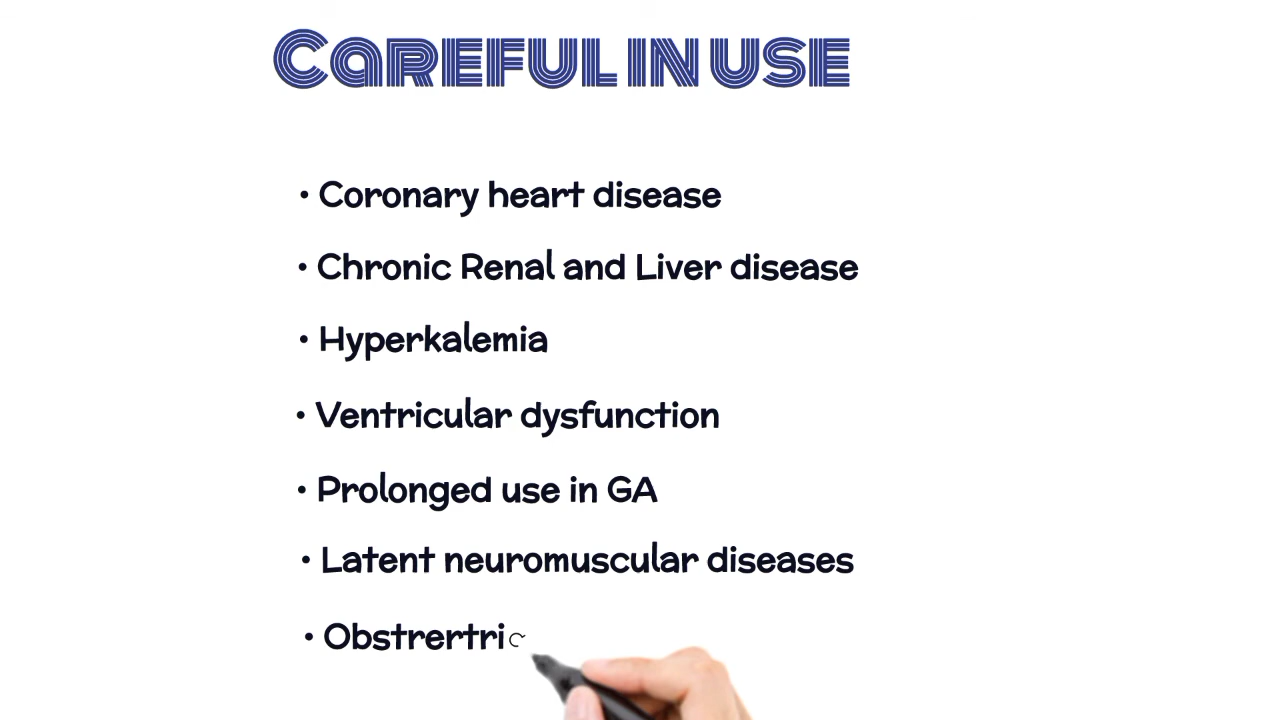 Careful in use
• Coronary heart disease
• Chronic Renal and Liver disease
• Hyperkalemia
• Ventricular dysfunction
• Prolonged use in GA
• Latent neuromuscular diseases
• Obstrertric